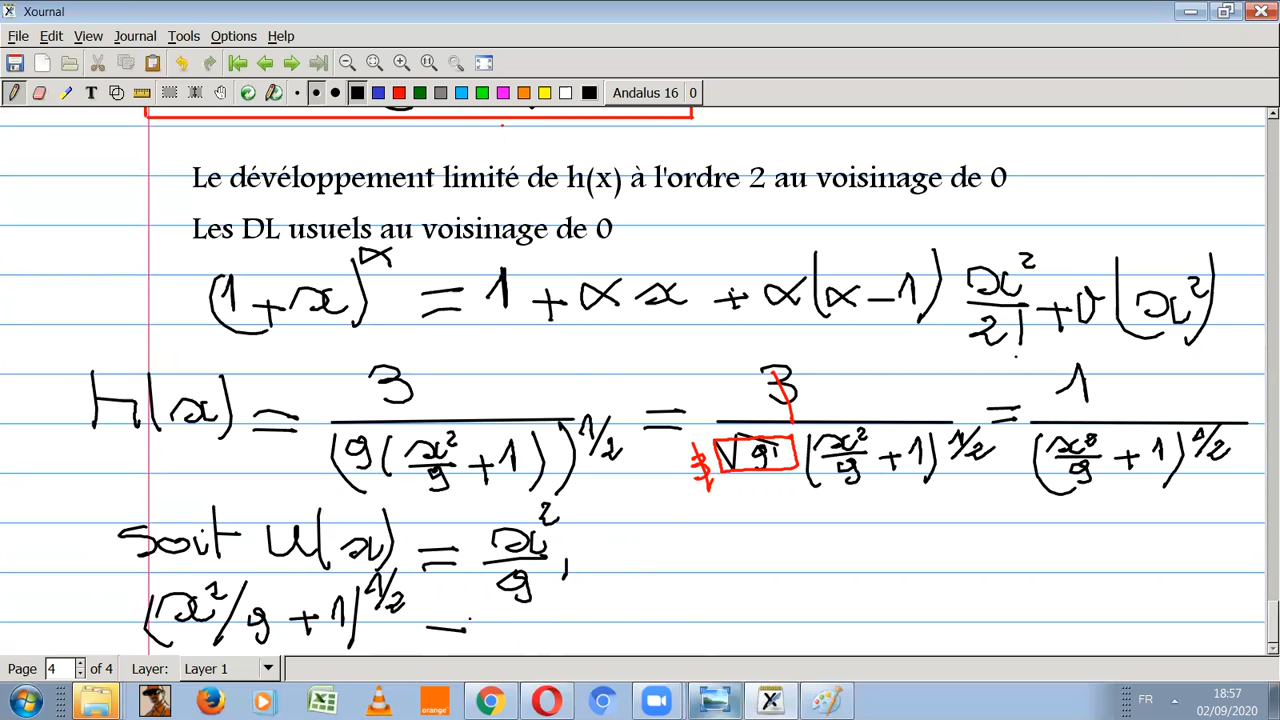 Xournal
File Edit View Journal Tools Options Help
Andalus 16 0
Le dévéloppement limité de h(x) à l'ordre 2 au voisinage de 0
Les DL usuels au voisinage de 0
(1+x)^α = 1 + αx + α(α-1) x²/2! + o(x²)
h(x) = 3/(9(x²/9 + 1))^1/2 = 3/(√9 (x²/9 + 1)^1/2) = 1/(x²/9 + 1)^1/2
3
Soit U(x) = x²/9,
(x²/9 + 1)^1/2 –
Page 4 of 4 Layer: Layer 1
orange
FR
18:57
02/09/2020